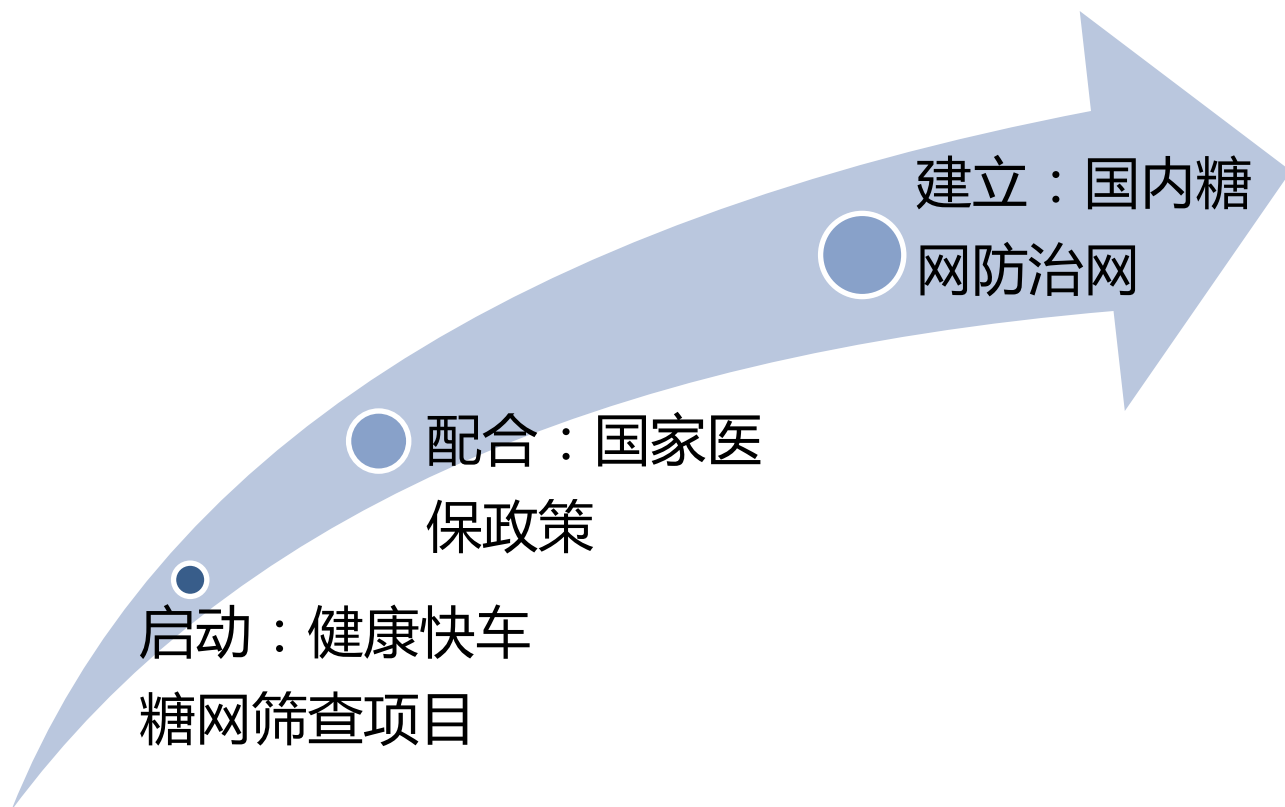 建立：国内糖
网防治网
配合：国家医
保政策
启动：健康快车
糖网筛查项目